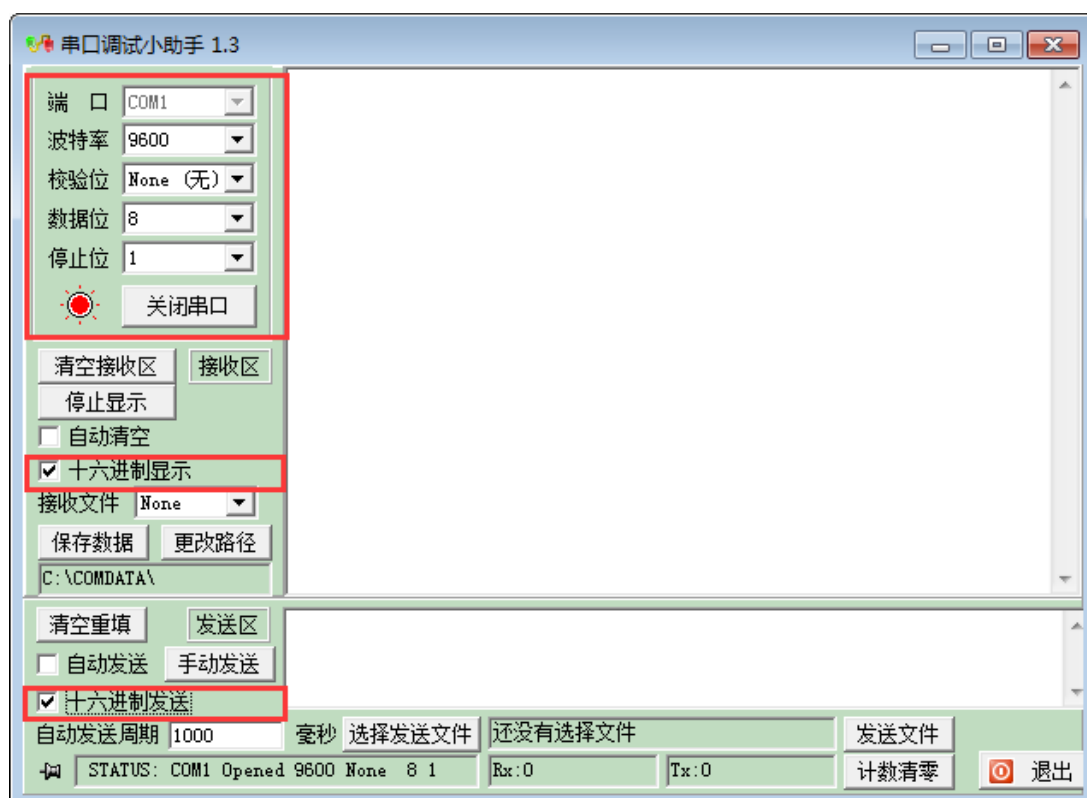 串口调试小助手 1.3
端 口 COM1
波特率 9600
校验位 None (无)
数据位 8
停止位 1
关闭串口
清空接收区 接收区
停止显示
自动清空
十六进制显示
接收文件 None
保存数据 更改路径
C:\COMDATA\
清空重填 发送区
自动发送 手动发送
十六进制发送
自动发送周期 1000 毫秒 选择发送文件 还没有选择文件 发送文件
STATUS: COM1 Opened 9600 None 8 1 Rx:0 Tx:0 计数清零 退出